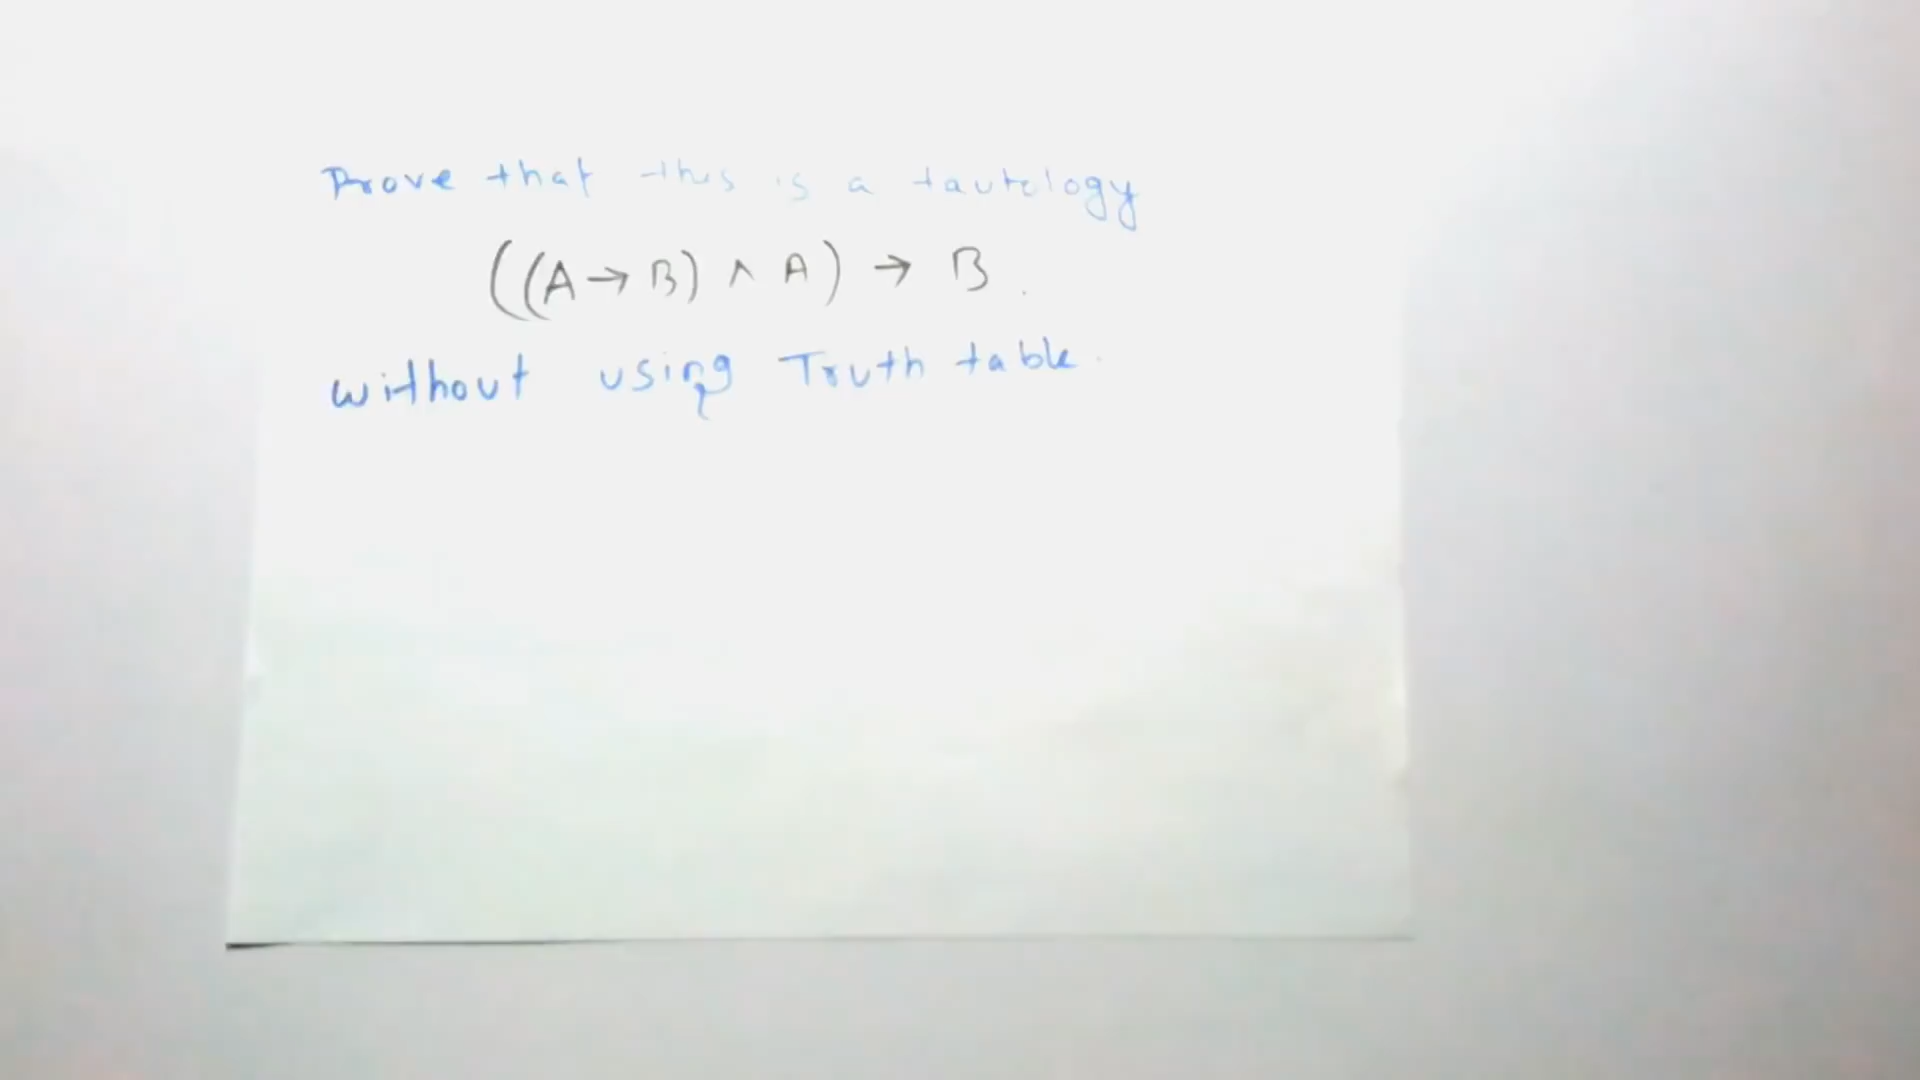 Prove that this is a tautology
((A → B) ∧ A) → B.
without using Truth table.